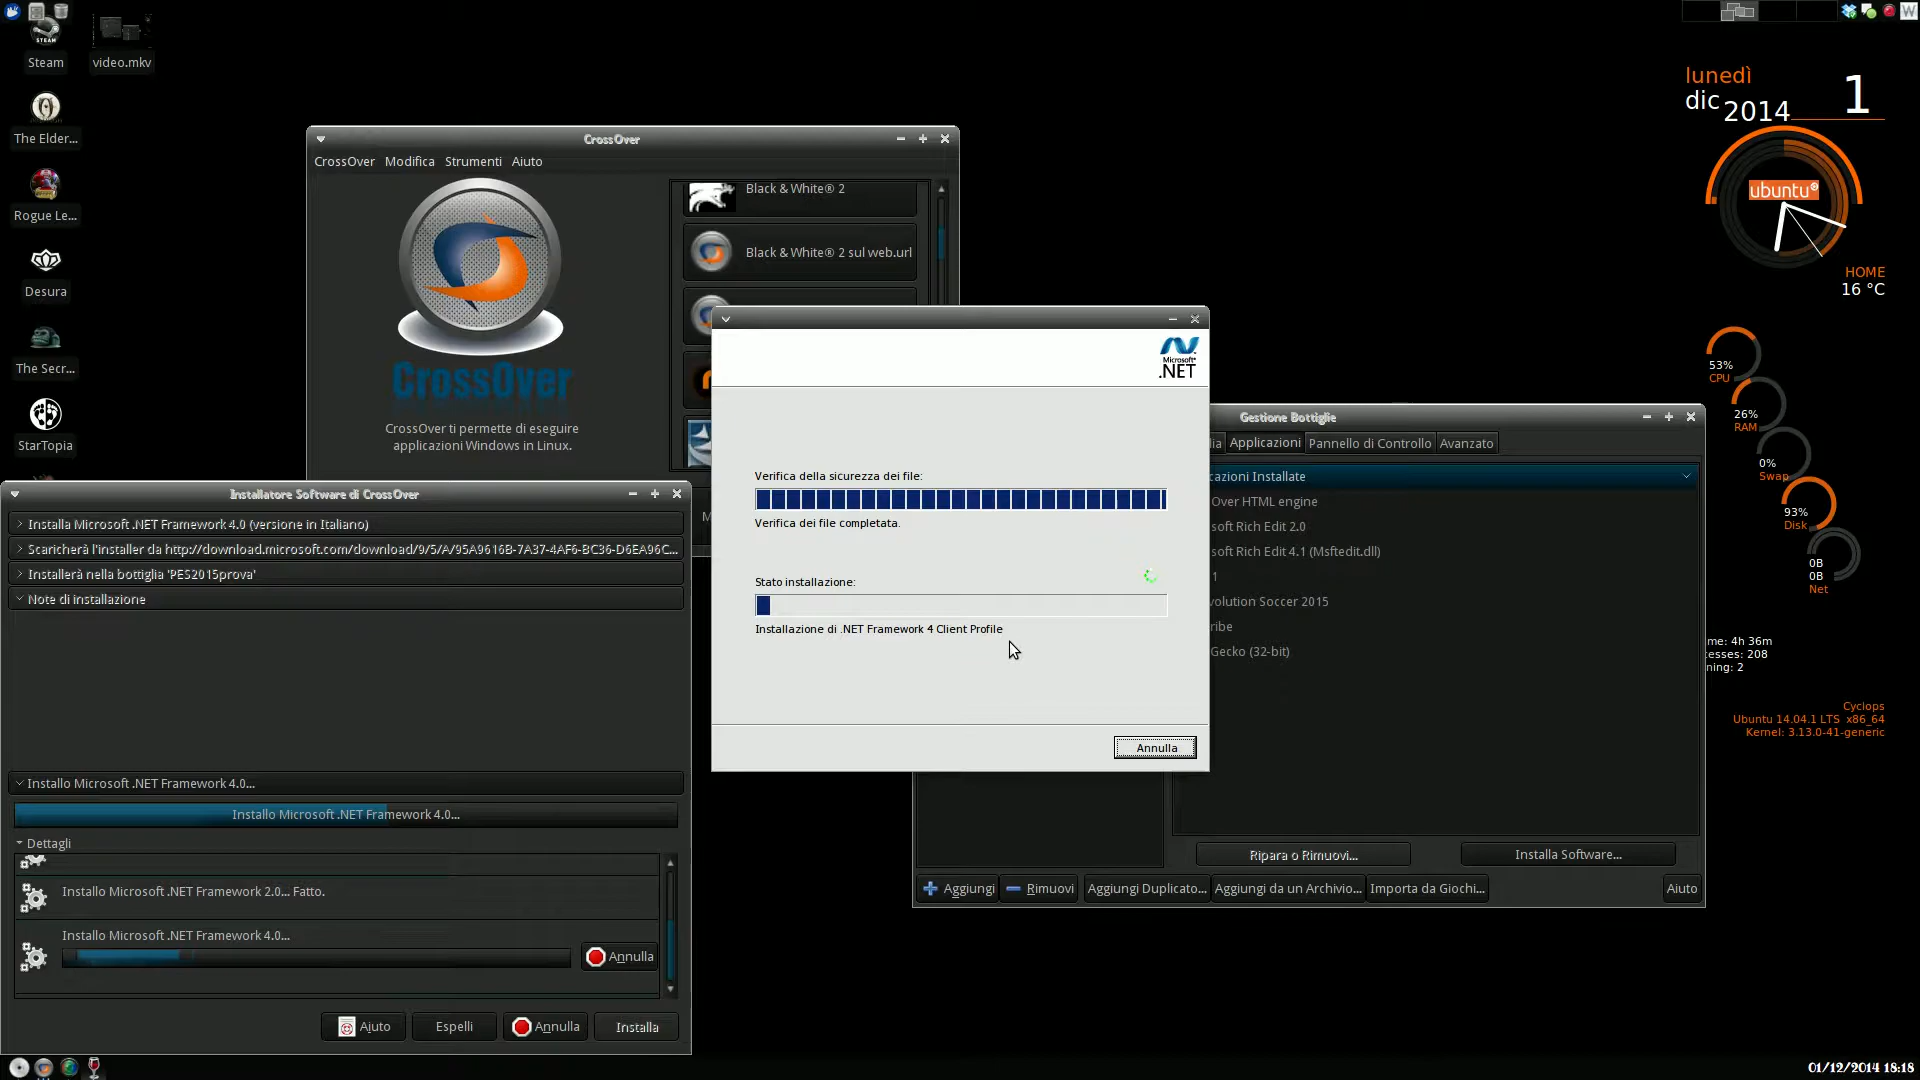 Steam
video.mkv
The Elder...
Rogue Le...
Desura
The Secr...
StarTopia
CrossOver
CrossOver Modifica Strumenti Aiuto
Black & White® 2
Black & White® 2 sul web.url
CrossOver
CrossOver ti permette di eseguire
applicazioni Windows in Linux.
Microsoft
.NET
Verifica della sicurezza dei file:
Verifica dei file completata.
Stato installazione:
Installazione di .NET Framework 4 Client Profile
Annulla
Installatore Software di CrossOver
Installa Microsoft .NET Framework 4.0 (versione in Italiano)
Scaricherà l'installer da http://download.microsoft.com/download/9/5/A/95A9616B-7A37-4AF6-BC36-D6EA96C...
Installerà nella bottiglia 'PES2015prova'
Note di installazione
Installo Microsoft .NET Framework 4.0...
Installo Microsoft .NET Framework 4.0...
Dettagli
Installo Microsoft .NET Framework 2.0... Fatto.
Installo Microsoft .NET Framework 4.0...
Annulla
Aiuto Espelli Annulla Installa
Gestione Bottiglie
lia Applicazioni Pannello di Controllo Avanzato
cazioni Installate
Over HTML engine
soft Rich Edit 2.0
soft Rich Edit 4.1 (Msftedit.dll)
1
volution Soccer 2015
ribe
Gecko (32-bit)
Ripara o Rimuovi... Installa Software...
Aggiungi Rimuovi Aggiungi Duplicato... Aggiungi da un Archivio... Importa da Giochi... Aiuto
W
lunedì
dic 2014 1
ubuntu®
HOME
16 °C
53%
CPU
26%
RAM
0%
Swap
93%
Disk
0B
0B
Net
me: 4h 36m
esses: 208
ning: 2
Cyclops
Ubuntu 14.04.1 LTS x86_64
Kernel: 3.13.0-41-generic
01/12/2014 18:18